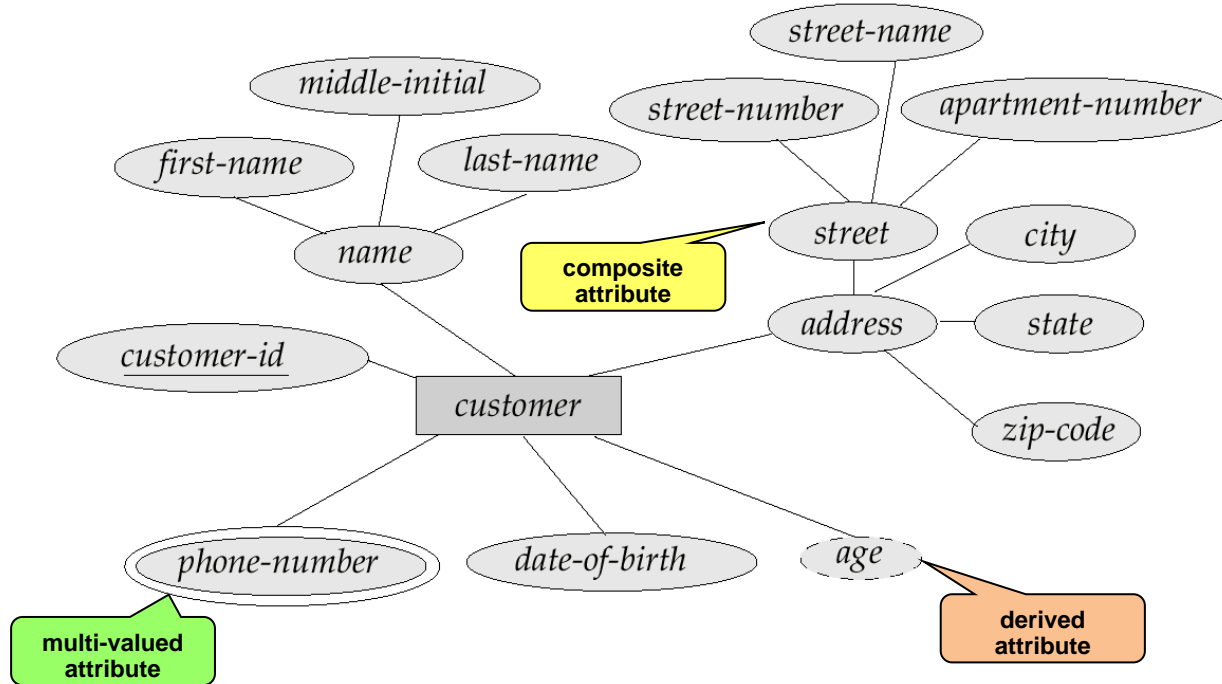 street-name
middle-initial
street-number
apartment-number
first-name
last-name
name
street
city
composite
attribute
address
state
customer-id
customer
zip-code
phone-number
date-of-birth
age
multi-valued
attribute
derived
attribute